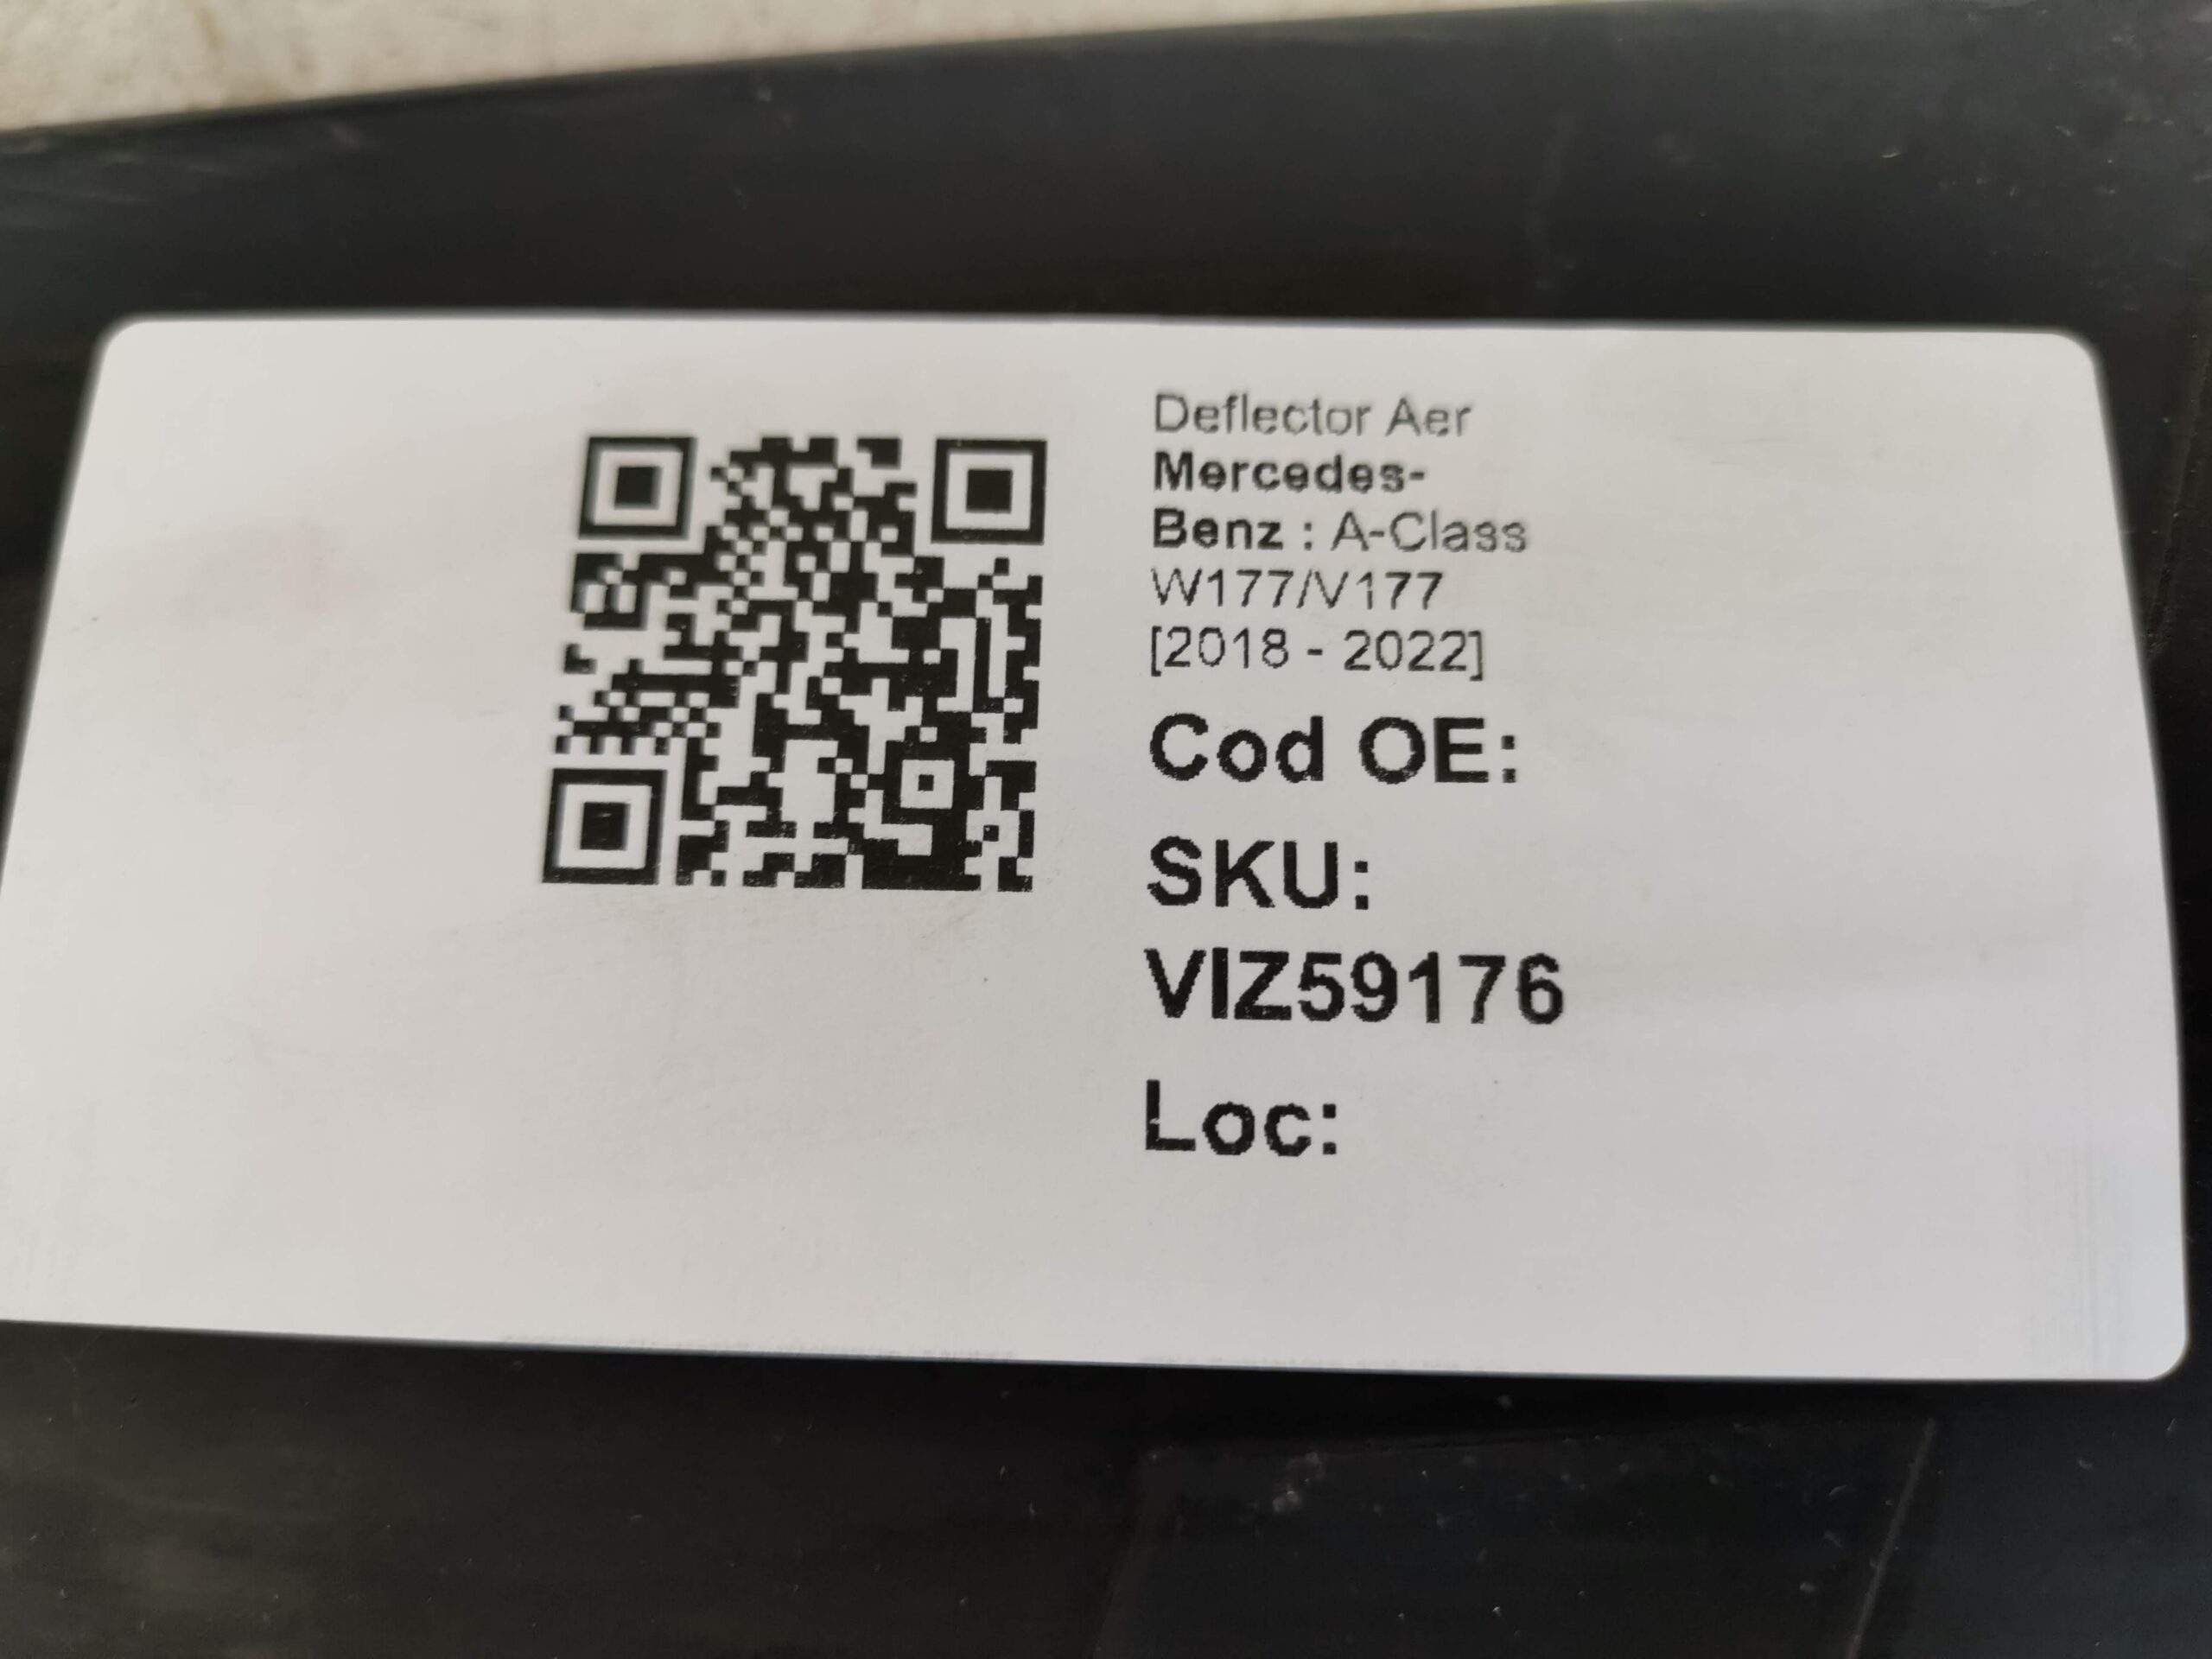 Deflector Aer
Mercedes-
Benz : A-Class
W177/V177
[2018 - 2022]
Cod OE:
SKU:
VIZ59176
Loc: